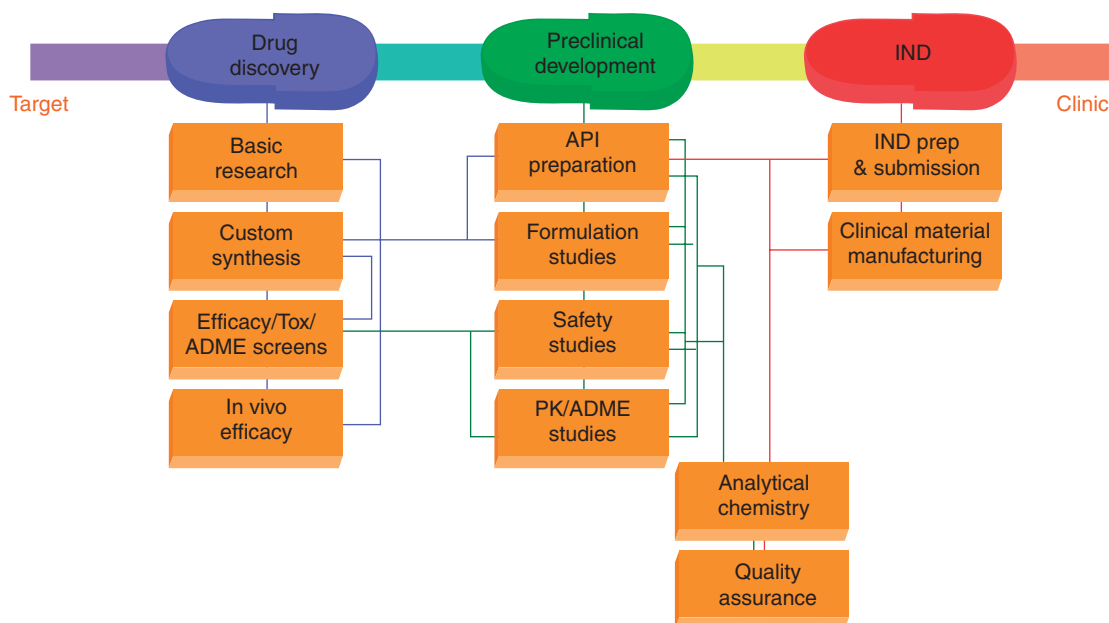 Drug
discovery
Preclinical
development
IND
Target
Clinic
Basic
research
Custom
synthesis
Efficacy/Tox/
ADME screens
In vivo
efficacy
API
preparation
Formulation
studies
Safety
studies
PK/ADME
studies
IND prep
& submission
Clinical material
manufacturing
Analytical
chemistry
Quality
assurance